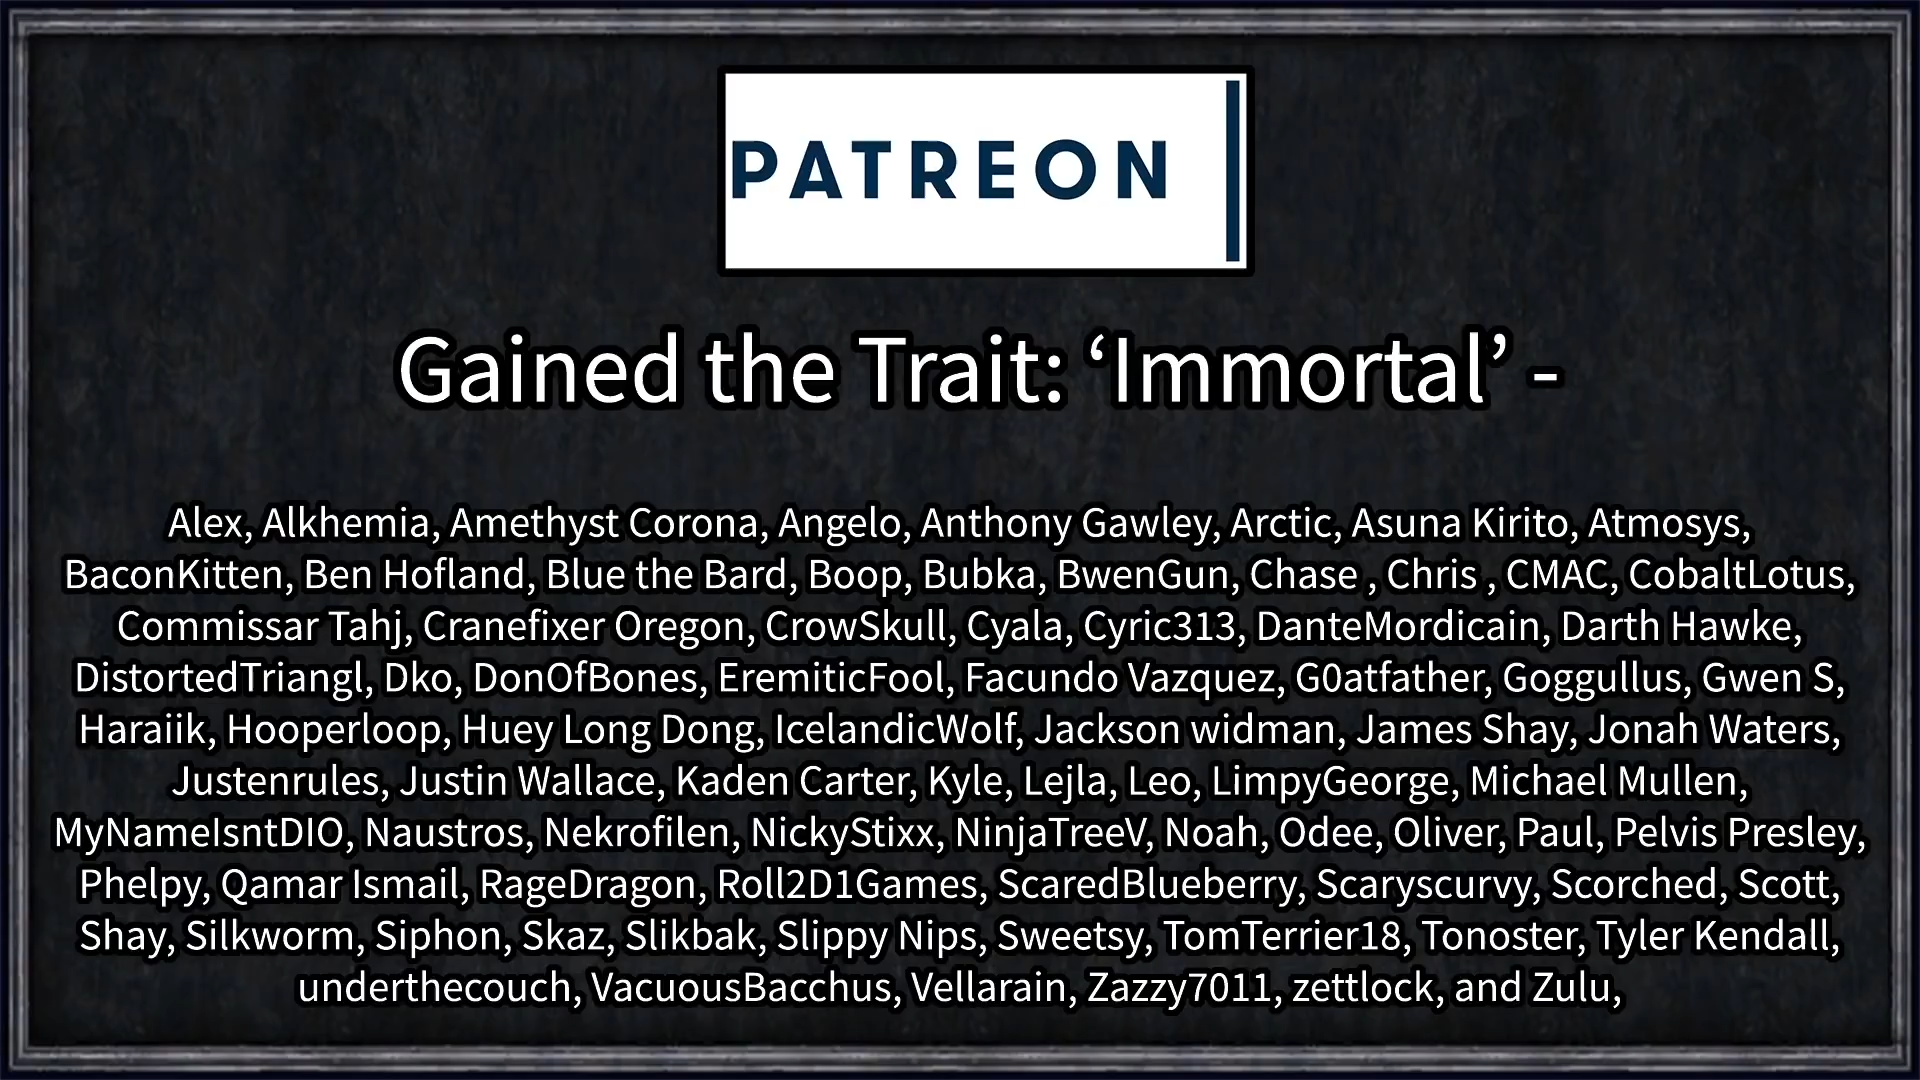 PATREON
Gained the Trait: ‘Immortal’ -
Alex, Alkhemia, Amethyst Corona, Angelo, Anthony Gawley, Arctic, Asuna Kirito, Atmosys,
BaconKitten, Ben Hofland, Blue the Bard, Boop, Bubka, BwenGun, Chase , Chris , CMAC, CobaltLotus,
Commissar Tahj, Cranefixer Oregon, CrowSkull, Cyala, Cyric313, DanteMordicain, Darth Hawke,
DistortedTriangl, Dko, DonOfBones, EremiticFool, Facundo Vazquez, G0atfather, Goggullus, Gwen S,
Haraiik, Hooperloop, Huey Long Dong, IcelandicWolf, Jackson widman, James Shay, Jonah Waters,
Justenrules, Justin Wallace, Kaden Carter, Kyle, Lejla, Leo, LimpyGeorge, Michael Mullen,
MyNameIsntDIO, Naustros, Nekrofilen, NickyStixx, NinjaTreeV, Noah, Odee, Oliver, Paul, Pelvis Presley,
Phelpy, Qamar Ismail, RageDragon, Roll2D1Games, ScaredBlueberry, Scaryscurvy, Scorched, Scott,
Shay, Silkworm, Siphon, Skaz, Slikbak, Slippy Nips, Sweetsy, TomTerrier18, Tonoster, Tyler Kendall,
underthecouch, VacuousBacchus, Vellarain, Zazzy7011, zettlock, and Zulu,